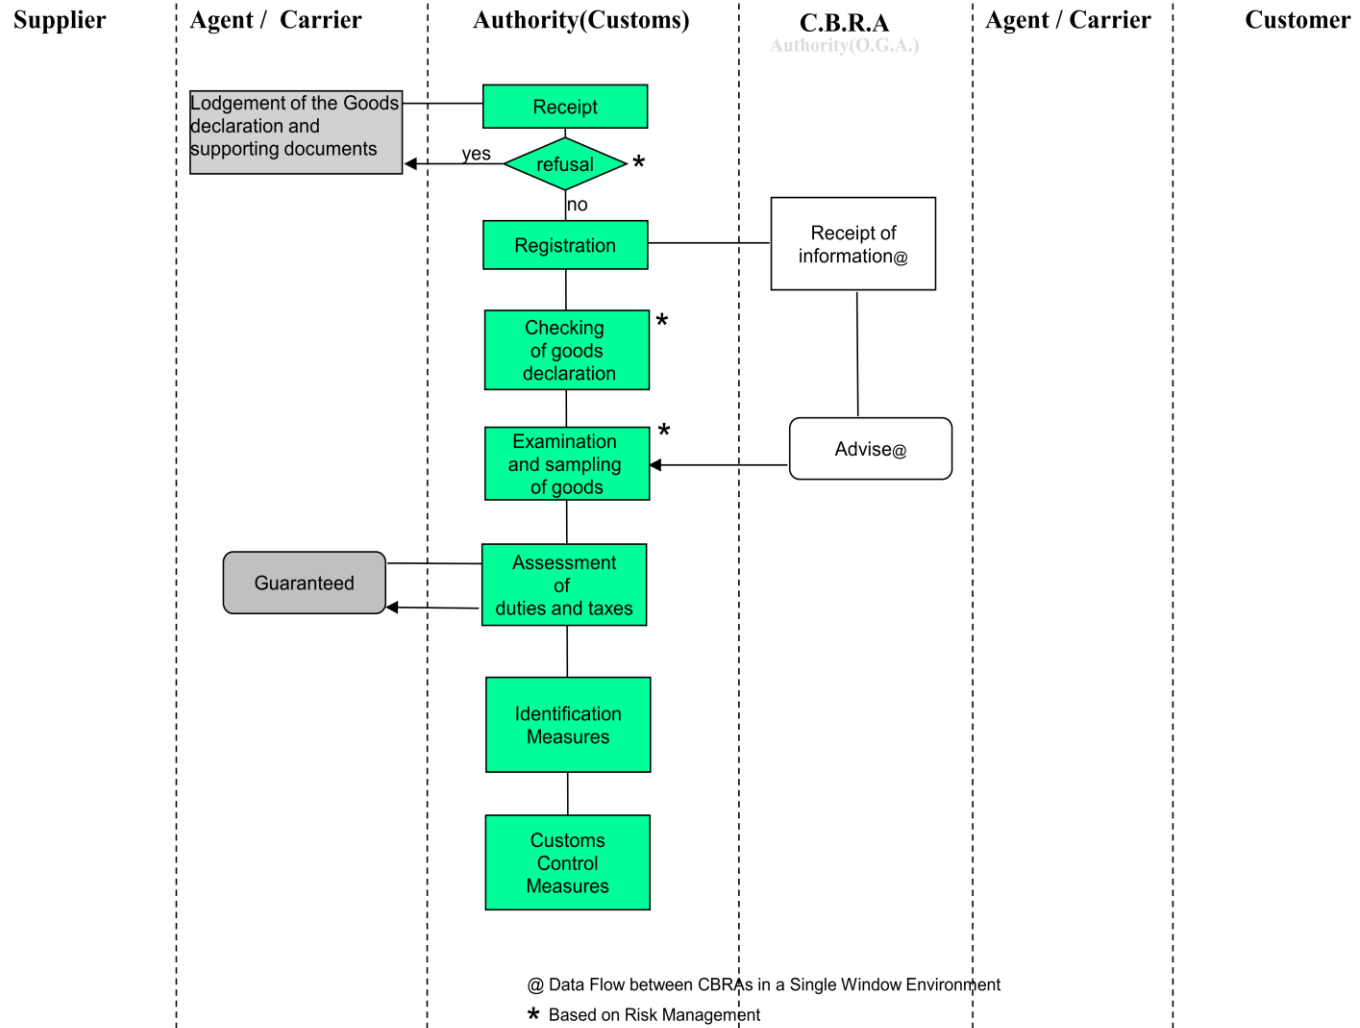 Supplier
Agent /  Carrier
Authority(Customs)
C.B.R.A
Authority(O.G.A.)
Agent / Carrier
Customer
Lodgement of the Goods
declaration and
supporting documents
Receipt
yes
refusal
*
no
Registration
Receipt of
information@
Checking
of goods
declaration
*
Examination
and sampling
of goods
*
Advise@
Guaranteed
Assessment
of
duties and taxes
Identification
Measures
Customs
Control
Measures
@ Data Flow between CBRAs in a Single Window Environment
* Based on Risk Management